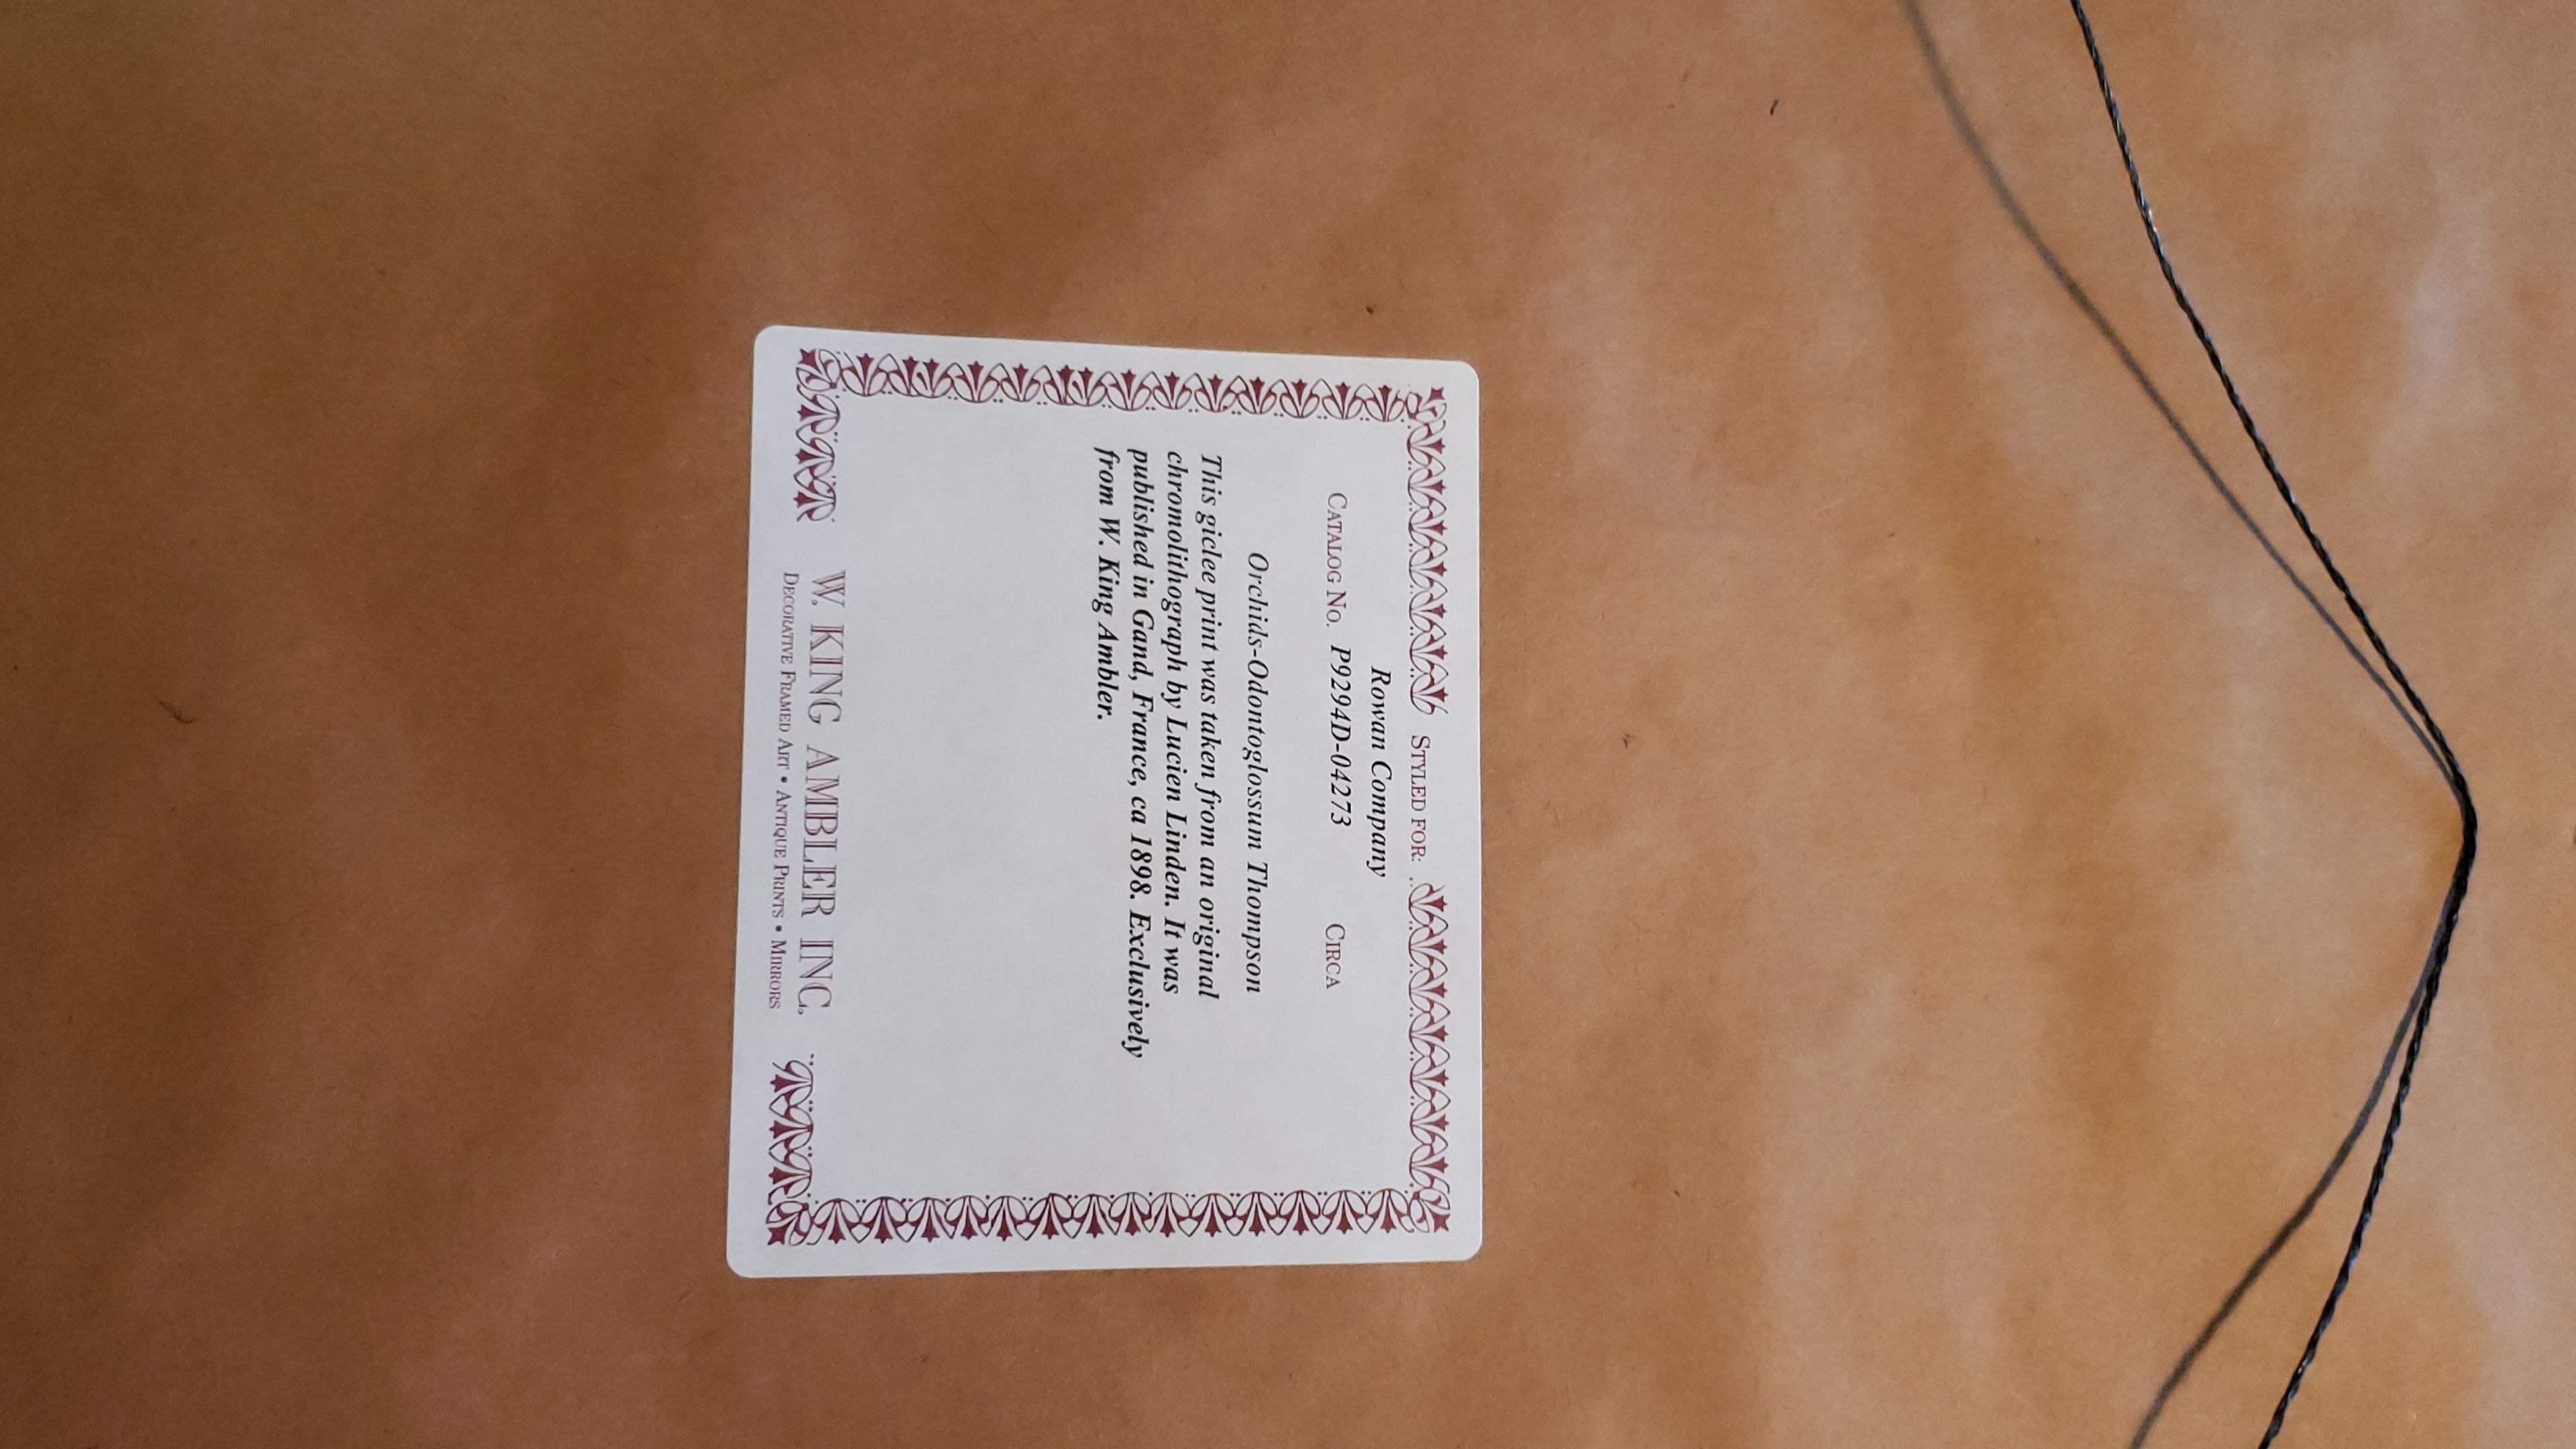 STYLED FOR:
Rowan Company
CATALOG NO. P9294D-04273 CIRCA
Orchids-Odontoglossum Thompson
This giclee print was taken from an original
chromolithograph by Lucien Linden. It was
published in Gand, France, ca 1898. Exclusively
from W. King Ambler.
W. KING AMBLER INC.
DECORATIVE FRAMED ART • ANTIQUE PRINTS • MIRRORS